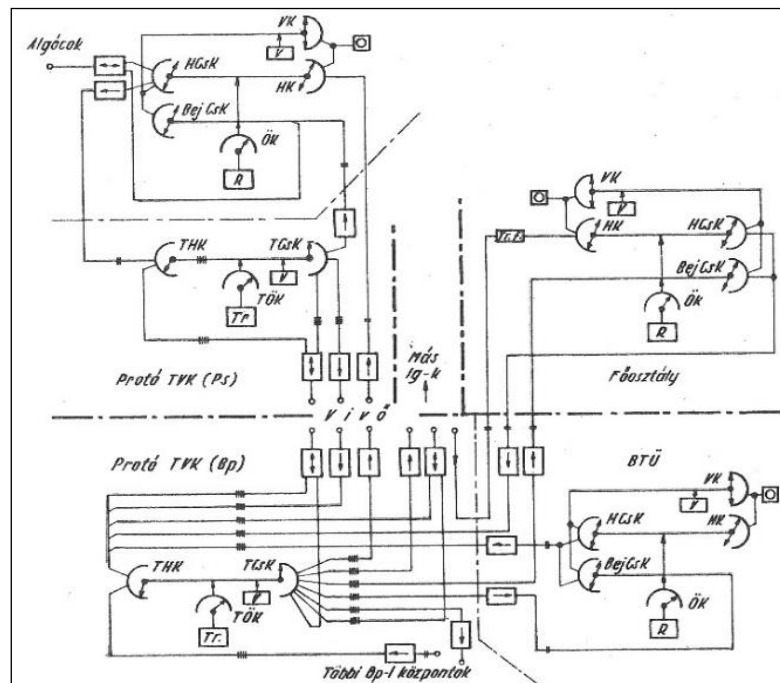 VK
Algócok
HGsK
V
HK
Bej GsK
ÖK
R
THK
TGsK
V
TÖK
Tr
Protó TVK (Ps)
Más
Ig-k
Vivő
VK
V
HK
HGsK
BejGsK
ÖK
R
Főosztály
Protó TVK (Bp)
BTÜ
VK
V
HGsK
HK
THK
TGsK
BejGsK
V
TÖK
ÖK
Tr.
R
Többi Bp-i központok